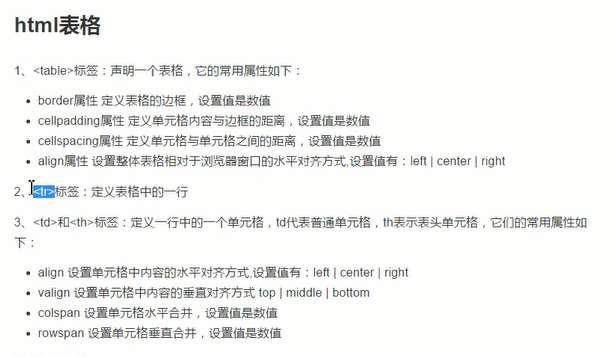 html表格
1、<table>标签：声明一个表格，它的常用属性如下：
border属性 定义表格的边框，设置值是数值
cellpadding属性 定义单元格内容与边框的距离，设置值是数值
cellspacing属性 定义单元格与单元格之间的距离，设置值是数值
align属性 设置整体表格相对于浏览器窗口的水平对齐方式,设置值有：left | center | right
2、<tr>标签：定义表格中的一行
3、<td>和<th>标签：定义一行中的一个单元格，td代表普通单元格，th表示表头单元格，它们的常用属性如
下：
align 设置单元格中内容的水平对齐方式,设置值有：left | center | right
valign 设置单元格中内容的垂直对齐方式 top | middle | bottom
colspan 设置单元格水平合并，设置值是数值
rowspan 设置单元格垂直合并，设置值是数值